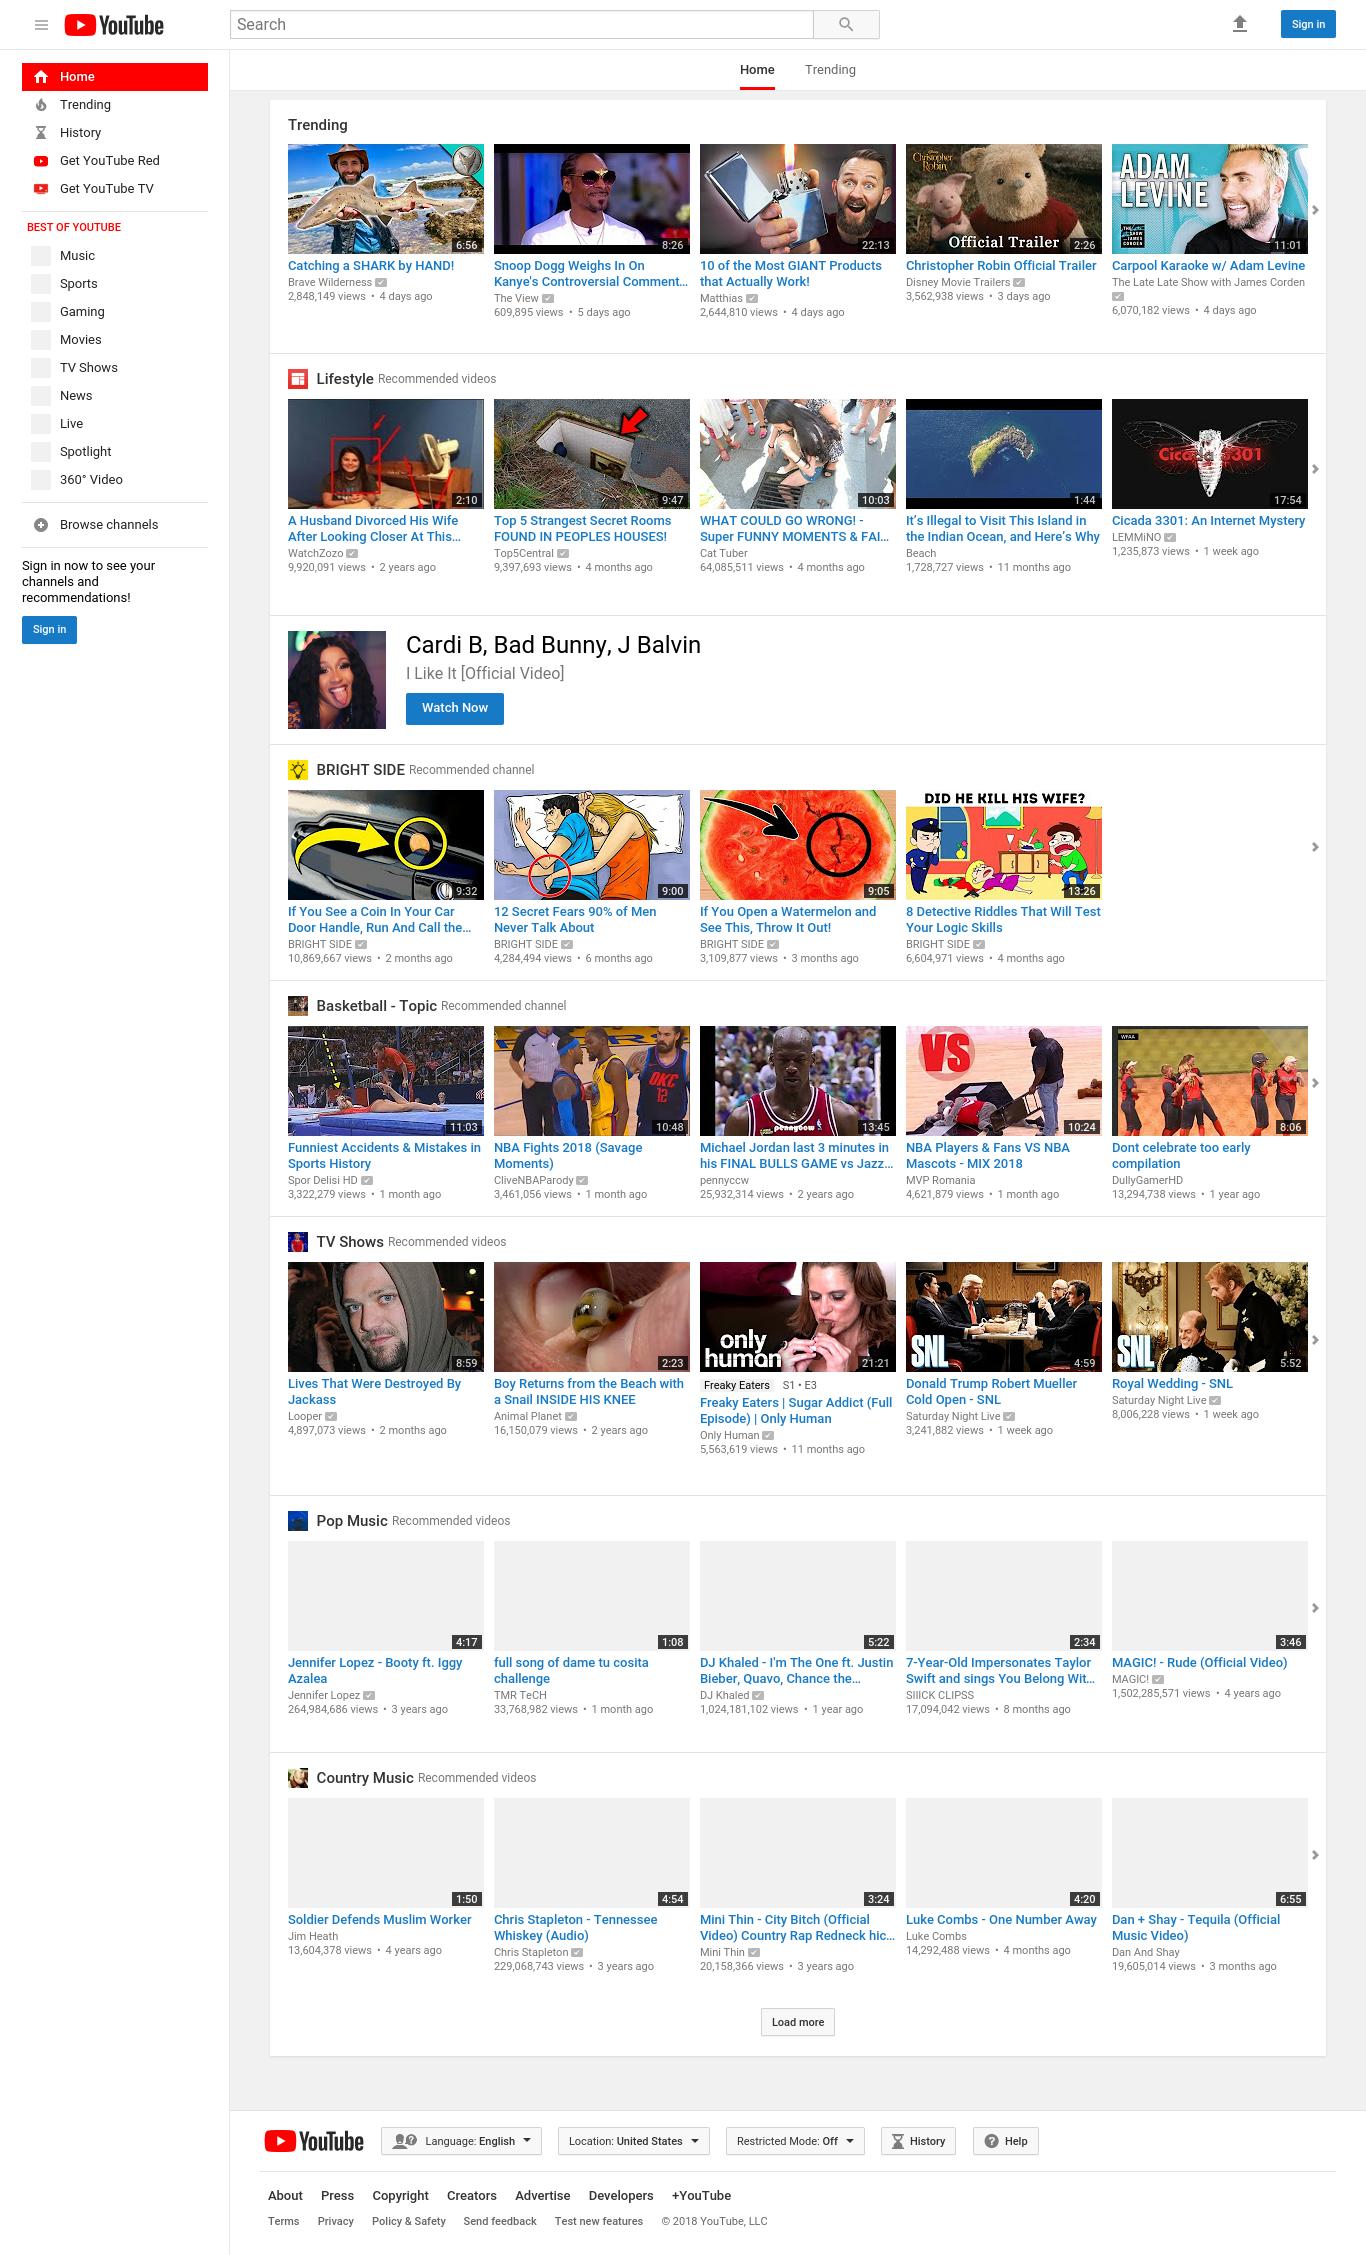 YouTube
Search
Sign in
Home
Trending
History
Get YouTube Red
Get YouTube TV
BEST OF YOUTUBE
Music
Sports
Gaming
Movies
TV Shows
News
Live
Spotlight
360° Video
Browse channels
Sign in now to see your
channels and
recommendations!
Sign in
Home Trending
Trending
6:56
8:26
22:13
Disney
Christopher
Robin
Official Trailer
2:26
ADAM
LEVINE
THE LATE LATE SHOW WITH JAMES CORDEN
11:01
Catching a SHARK by HAND!
Brave Wilderness
2,848,149 views • 4 days ago
Snoop Dogg Weighs In On
Kanye's Controversial Comment...
The View
609,895 views • 5 days ago
10 of the Most GIANT Products
that Actually Work!
Matthias
2,644,810 views • 4 days ago
Christopher Robin Official Trailer
Disney Movie Trailers
3,562,938 views • 3 days ago
Carpool Karaoke w/ Adam Levine
The Late Late Show with James Corden
6,070,182 views • 4 days ago
Lifestyle Recommended videos
2:10
9:47
10:03
1:44
Cicada 3301
17:54
A Husband Divorced His Wife
After Looking Closer At This...
WatchZozo
9,920,091 views • 2 years ago
Top 5 Strangest Secret Rooms
FOUND IN PEOPLES HOUSES!
Top5Central
9,397,693 views • 4 months ago
WHAT COULD GO WRONG! -
Super FUNNY MOMENTS & FAI...
Cat Tuber
64,085,511 views • 4 months ago
It’s Illegal to Visit This Island in
the Indian Ocean, and Here’s Why
Beach
1,728,727 views • 11 months ago
Cicada 3301: An Internet Mystery
LEMMiNO
1,235,873 views • 1 week ago
Cardi B, Bad Bunny, J Balvin
I Like It [Official Video]
Watch Now
BRIGHT SIDE Recommended channel
9:32
9:00
9:05
DID HE KILL HIS WIFE?
13:26
If You See a Coin In Your Car
Door Handle, Run And Call the...
BRIGHT SIDE
10,869,667 views • 2 months ago
12 Secret Fears 90% of Men
Never Talk About
BRIGHT SIDE
4,284,494 views • 6 months ago
If You Open a Watermelon and
See This, Throw It Out!
BRIGHT SIDE
3,109,877 views • 3 months ago
8 Detective Riddles That Will Test
Your Logic Skills
BRIGHT SIDE
6,604,971 views • 4 months ago
Basketball - Topic Recommended channel
11:03
OKC
12
10:48
pennyccw
13:45
VS
10:24
WFAA
8:06
Funniest Accidents & Mistakes in
Sports History
Spor Delisi HD
3,322,279 views • 1 month ago
NBA Fights 2018 (Savage
Moments)
CliveNBAParody
3,461,056 views • 1 month ago
Michael Jordan last 3 minutes in
his FINAL BULLS GAME vs Jazz...
pennyccw
25,932,314 views • 2 years ago
NBA Players & Fans VS NBA
Mascots - MIX 2018
MVP Romania
4,621,879 views • 1 month ago
Dont celebrate too early
compilation
DullyGamerHD
13,294,738 views • 1 year ago
TV Shows Recommended videos
8:59
2:23
only
human
21:21
SNL
4:59
SNL
5:52
Lives That Were Destroyed By
Jackass
Looper
4,897,073 views • 2 months ago
Boy Returns from the Beach with
a Snail INSIDE HIS KNEE
Animal Planet
16,150,079 views • 2 years ago
Freaky Eaters S1 • E3
Freaky Eaters | Sugar Addict (Full
Episode) | Only Human
Only Human
5,563,619 views • 11 months ago
Donald Trump Robert Mueller
Cold Open - SNL
Saturday Night Live
3,241,882 views • 1 week ago
Royal Wedding - SNL
Saturday Night Live
8,006,228 views • 1 week ago
Pop Music Recommended videos
4:17
1:08
5:22
2:34
3:46
Jennifer Lopez - Booty ft. Iggy
Azalea
Jennifer Lopez
264,984,686 views • 3 years ago
full song of dame tu cosita
challenge
TMR TeCH
33,768,982 views • 1 month ago
DJ Khaled - I'm The One ft. Justin
Bieber, Quavo, Chance the...
DJ Khaled
1,024,181,102 views • 1 year ago
7-Year-Old Impersonates Taylor
Swift and sings You Belong Wit...
SIIICK CLIPSS
17,094,042 views • 8 months ago
MAGIC! - Rude (Official Video)
MAGIC!
1,502,285,571 views • 4 years ago
Country Music Recommended videos
1:50
4:54
3:24
4:20
6:55
Soldier Defends Muslim Worker
Jim Heath
13,604,378 views • 4 years ago
Chris Stapleton - Tennessee
Whiskey (Audio)
Chris Stapleton
229,068,743 views • 3 years ago
Mini Thin - City Bitch (Official
Video) Country Rap Redneck hic...
Mini Thin
20,158,366 views • 3 years ago
Luke Combs - One Number Away
Luke Combs
14,292,488 views • 4 months ago
Dan + Shay - Tequila (Official
Music Video)
Dan And Shay
19,605,014 views • 3 months ago
Load more
YouTube Language: English Location: United States Restricted Mode: Off History Help
About Press Copyright Creators Advertise Developers +YouTube
Terms Privacy Policy & Safety Send feedback Test new features © 2018 YouTube, LLC